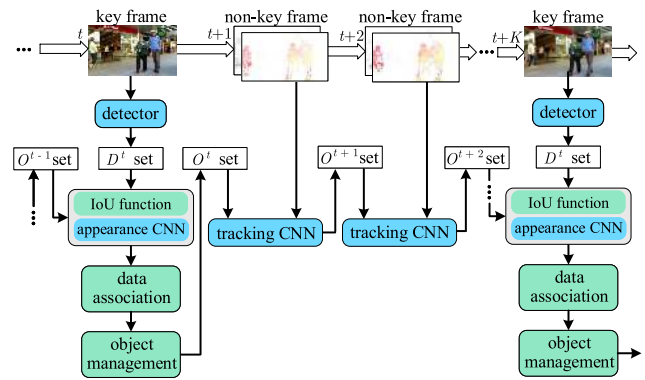 key frame
non-key frame
non-key frame
key frame
... t
t+1
t+2
... t+K
detector
detector
O^{t-1} set
D^t set
O^t set
O^{t+1} set
O^{t+2} set
D^t set
IoU function
appearance CNN
tracking CNN
tracking CNN
IoU function
appearance CNN
data
association
data
association
object
management
object
management